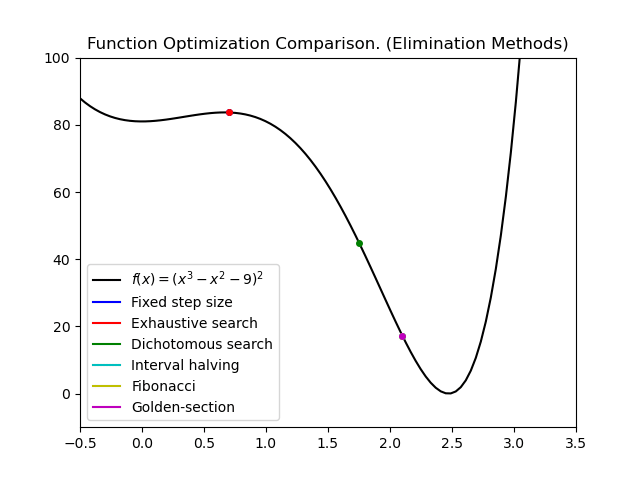 Function Optimization Comparison. (Elimination Methods)
100
80
60
40
20
0
f(x) = (x³ − x² − 9)²
Fixed step size
Exhaustive search
Dichotomous search
Interval halving
Fibonacci
Golden-section
−0.5 0.0 0.5 1.0 1.5 2.0 2.5 3.0 3.5